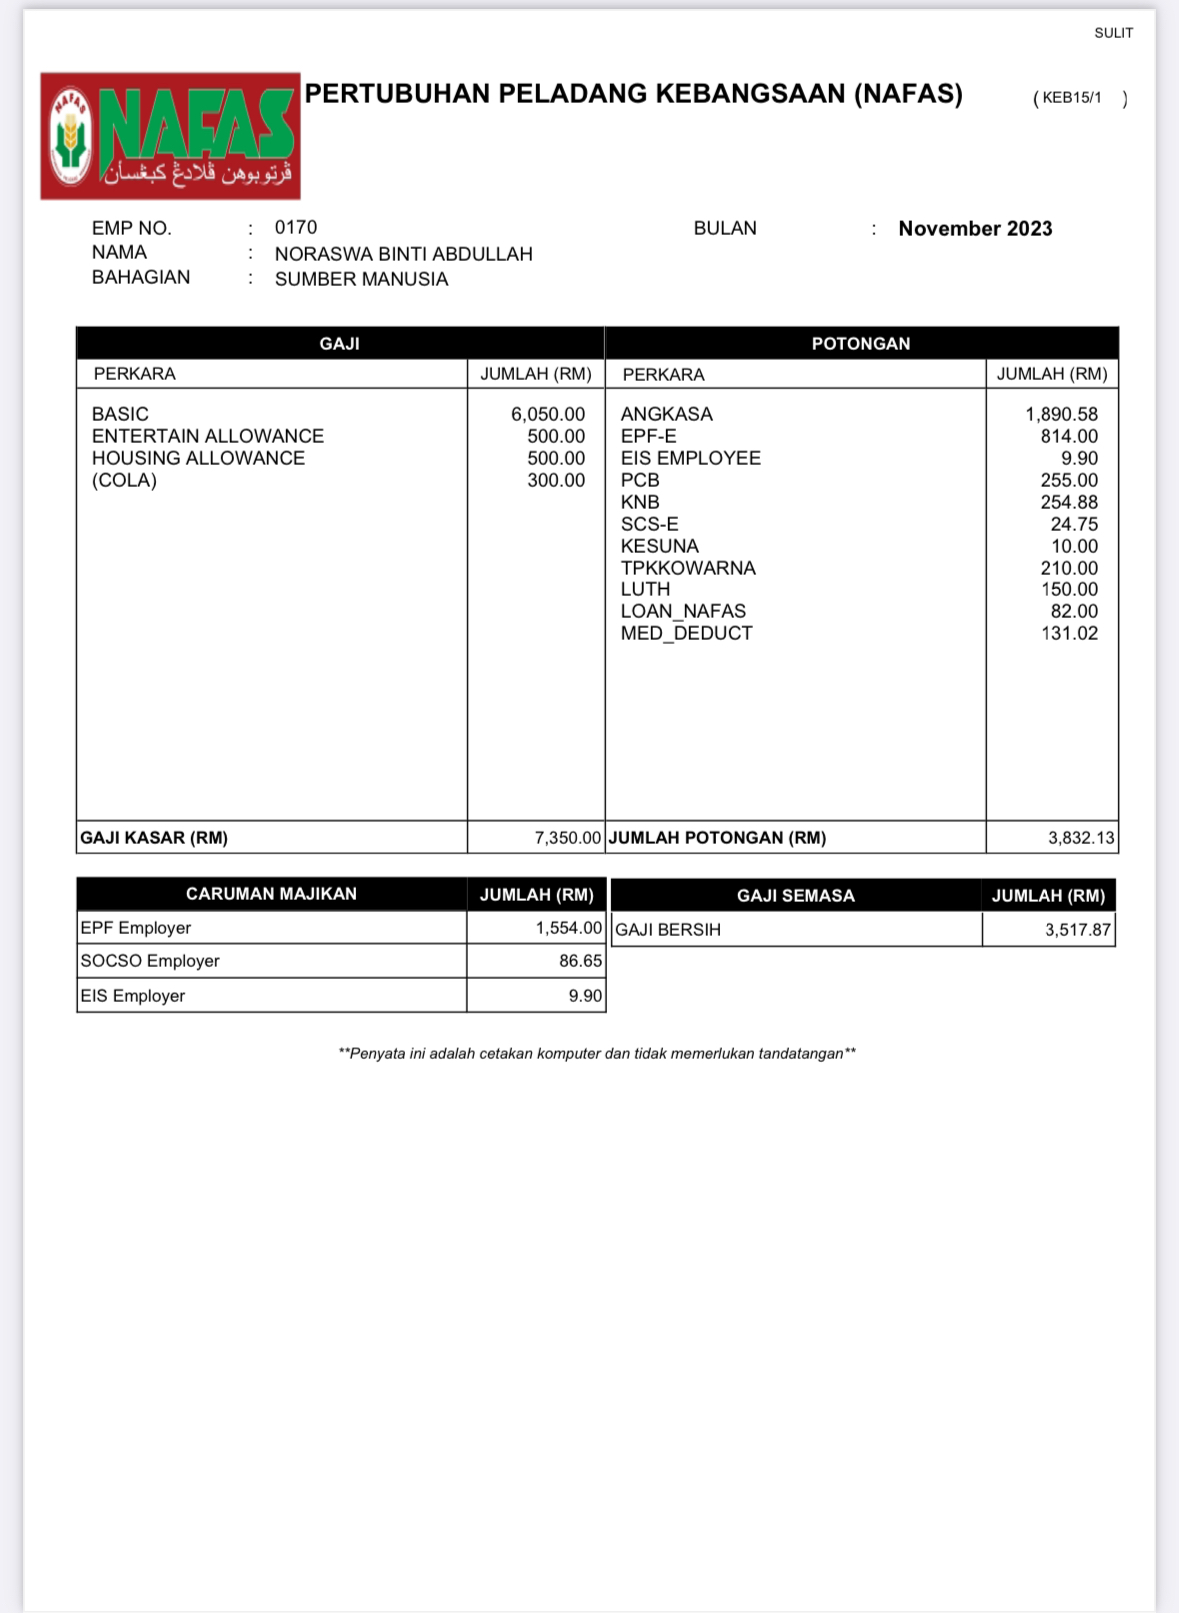 SULIT
NAFAS
NAFAS
ڤرتوبوهن ڤلادڠ كبڠسأن
PERTUBUHAN PELADANG KEBANGSAAN (NAFAS)
( KEB15/1 )
EMP NO. : 0170 BULAN : November 2023
NAMA : NORASWA BINTI ABDULLAH
BAHAGIAN : SUMBER MANUSIA
GAJI POTONGAN
PERKARA JUMLAH (RM) PERKARA JUMLAH (RM)
BASIC 6,050.00 ANGKASA 1,890.58
ENTERTAIN ALLOWANCE 500.00 EPF-E 814.00
HOUSING ALLOWANCE 500.00 EIS EMPLOYEE 9.90
(COLA) 300.00 PCB 255.00
KNB 254.88
SCS-E 24.75
KESUNA 10.00
TPKKOWARNA 210.00
LUTH 150.00
LOAN_NAFAS 82.00
MED_DEDUCT 131.02
GAJI KASAR (RM) 7,350.00 JUMLAH POTONGAN (RM) 3,832.13
CARUMAN MAJIKAN JUMLAH (RM) GAJI SEMASA JUMLAH (RM)
EPF Employer 1,554.00 GAJI BERSIH 3,517.87
SOCSO Employer 86.65
EIS Employer 9.90
**Penyata ini adalah cetakan komputer dan tidak memerlukan tandatangan**